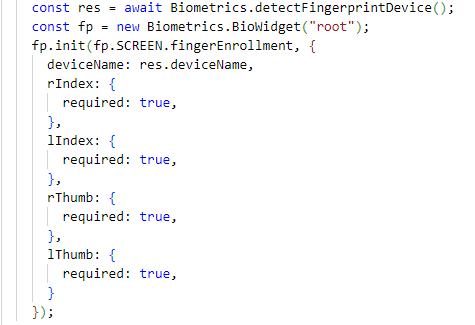 const res = await Biometrics.detectFingerprintDevice();
const fp = new Biometrics.BioWidget("root");
fp.init(fp.SCREEN.fingerEnrollment, {
  deviceName: res.deviceName,
  rIndex: {
    required: true,
  },
  lIndex: {
    required: true,
  },
  rThumb: {
    required: true,
  },
  lThumb: {
    required: true,
  }
});